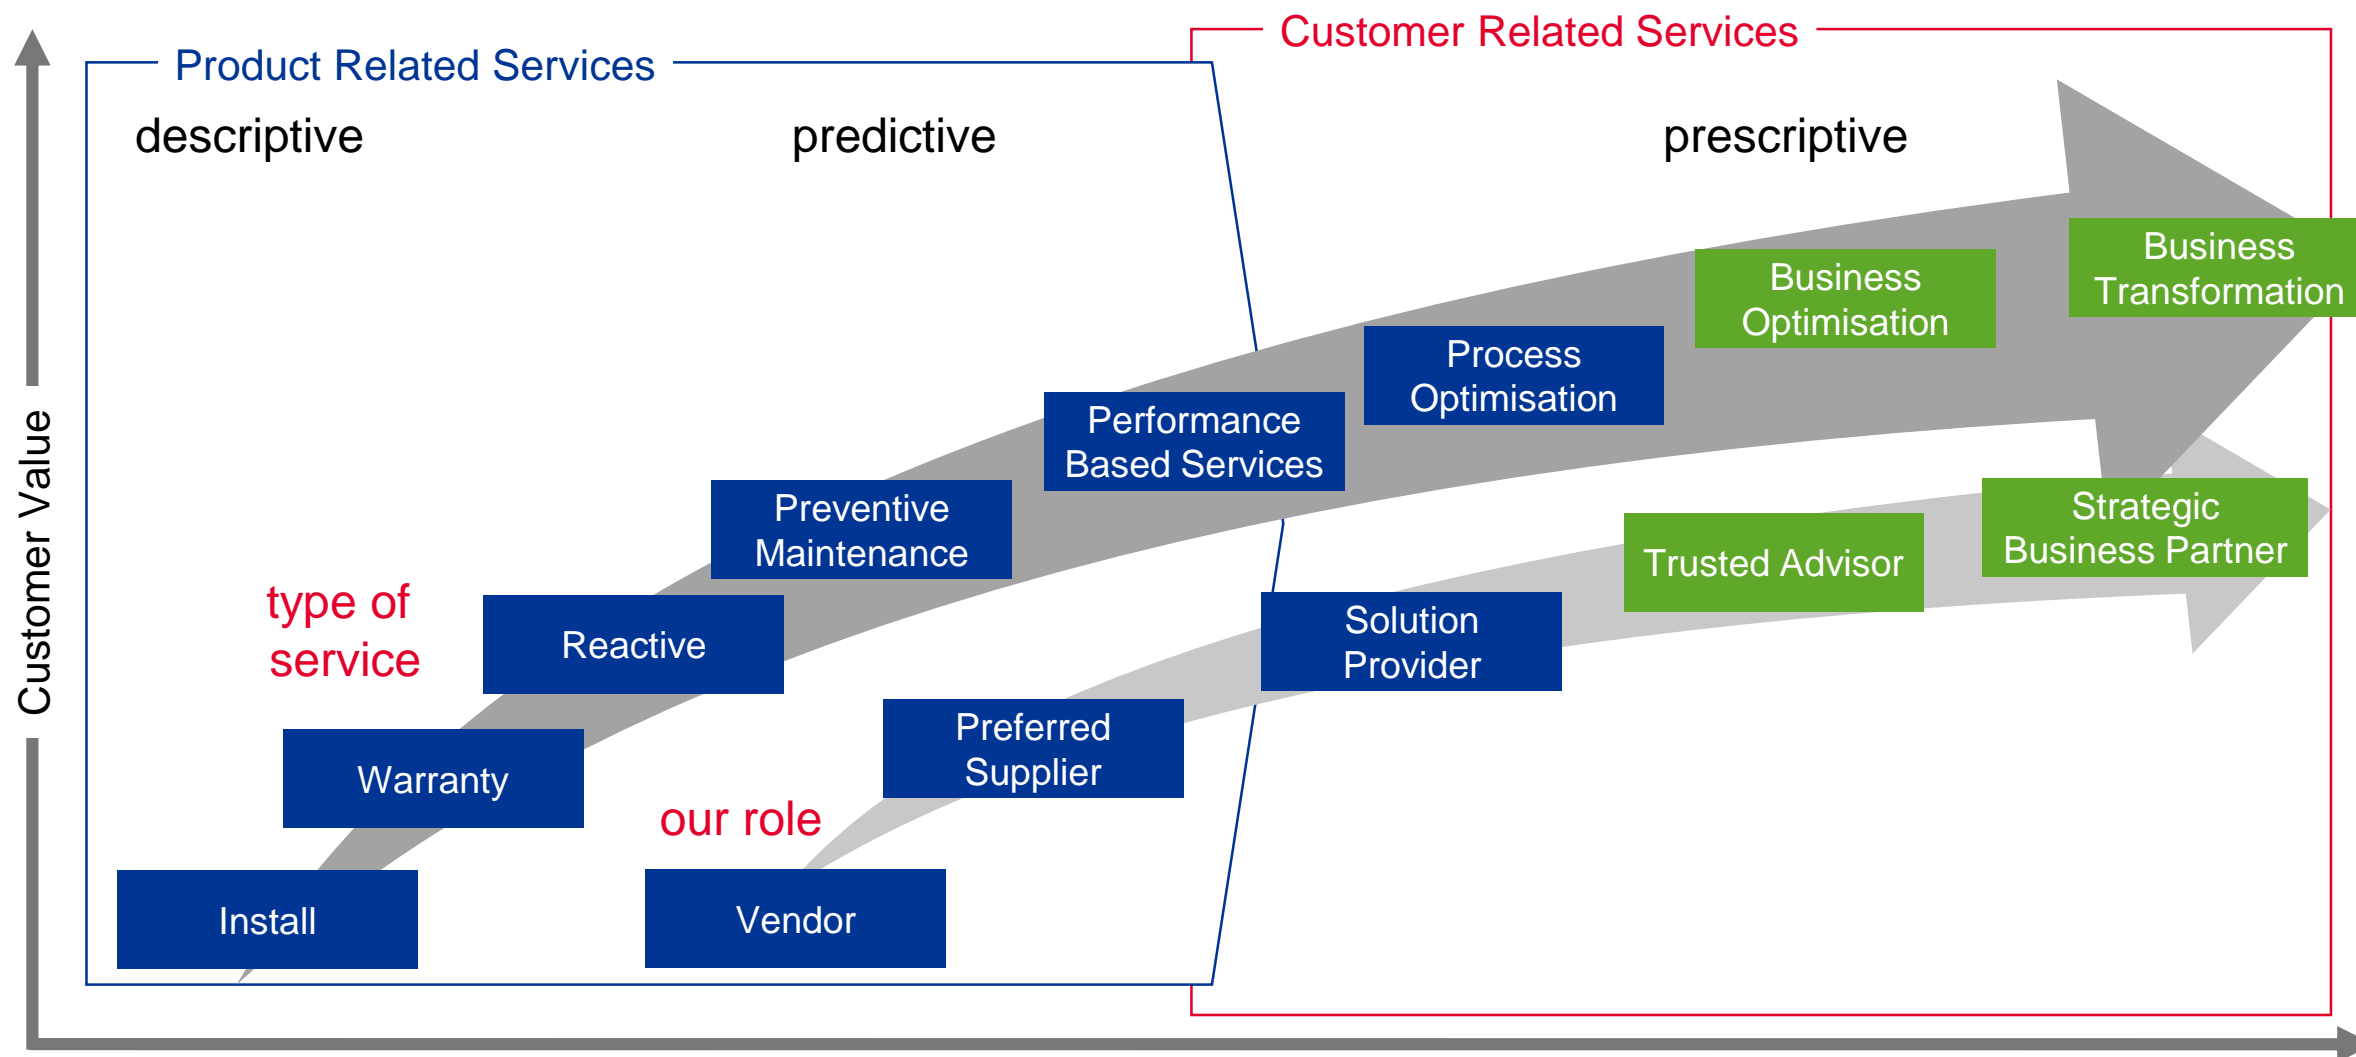 Customer Related Services
Product Related Services
descriptive
predictive
prescriptive
Business
Transformation
Business
Optimisation
Process
Optimisation
Performance
Based Services
Preventive
Maintenance
Reactive
Warranty
Install
type of
service
Customer Value
Strategic
Business Partner
Trusted Advisor
Solution
Provider
Preferred
Supplier
our role
Vendor